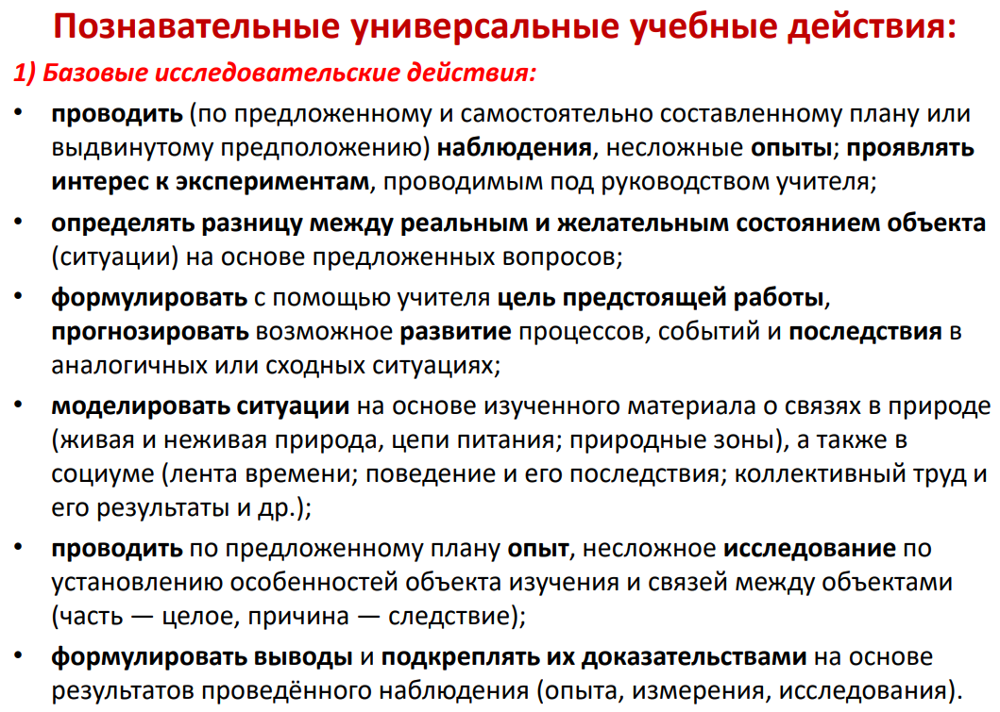 Познавательные универсальные учебные действия:
1) Базовые исследовательские действия:
• проводить (по предложенному и самостоятельно составленному плану или
выдвинутому предположению) наблюдения, несложные опыты; проявлять
интерес к экспериментам, проводимым под руководством учителя;
• определять разницу между реальным и желательным состоянием объекта
(ситуации) на основе предложенных вопросов;
• формулировать с помощью учителя цель предстоящей работы,
прогнозировать возможное развитие процессов, событий и последствия в
аналогичных или сходных ситуациях;
• моделировать ситуации на основе изученного материала о связях в природе
(живая и неживая природа, цепи питания; природные зоны), а также в
социуме (лента времени; поведение и его последствия; коллективный труд и
его результаты и др.);
• проводить по предложенному плану опыт, несложное исследование по
установлению особенностей объекта изучения и связей между объектами
(часть — целое, причина — следствие);
• формулировать выводы и подкреплять их доказательствами на основе
результатов проведённого наблюдения (опыта, измерения, исследования).